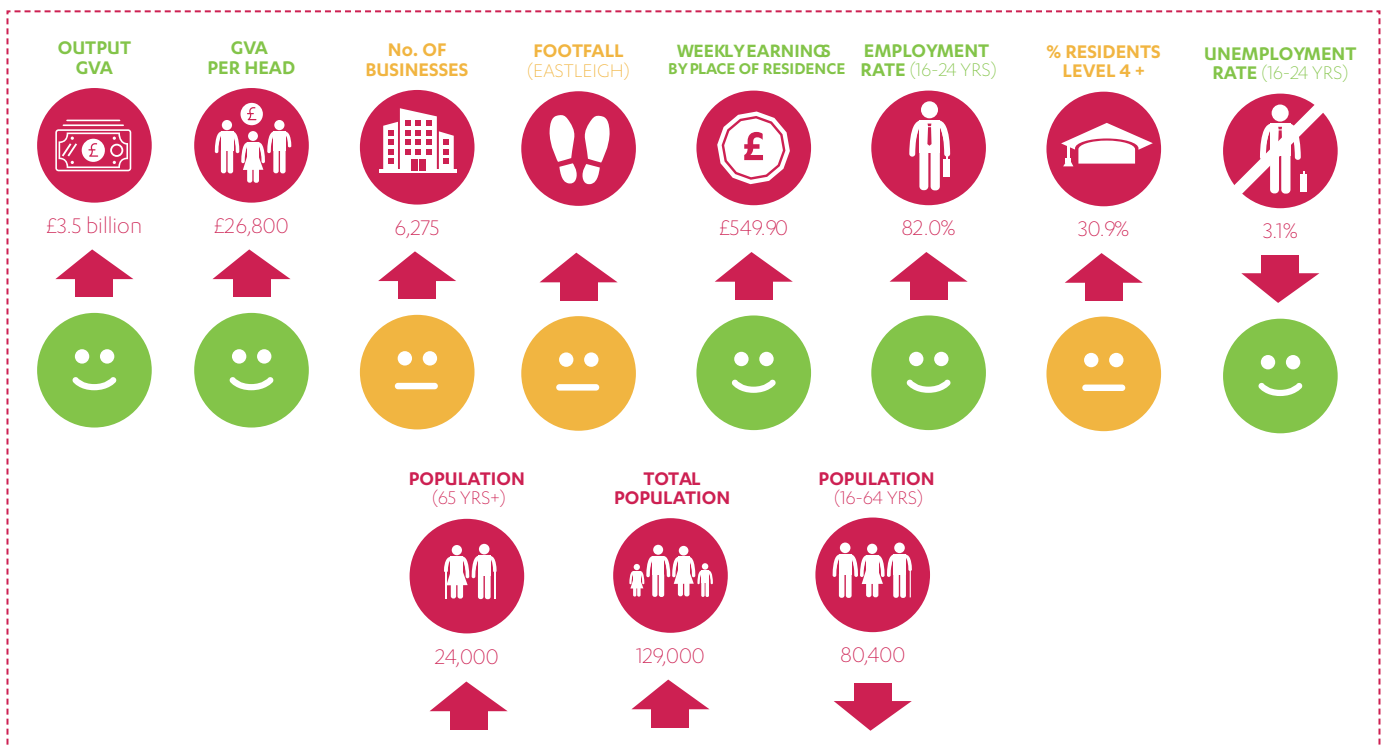 OUTPUT
GVA
£
£3.5 billion
GVA
PER HEAD
£
£26,800
No. OF
BUSINESSES
6,275
FOOTFALL
(EASTLEIGH)
WEEKLY EARNINGS
BY PLACE OF RESIDENCE
£
£549.90
EMPLOYMENT
RATE (16-24 YRS)
82.0%
% RESIDENTS
LEVEL 4 +
30.9%
UNEMPLOYMENT
RATE (16-24 YRS)
3.1%
POPULATION
(65 YRS+)
24,000
TOTAL
POPULATION
129,000
POPULATION
(16-64 YRS)
80,400